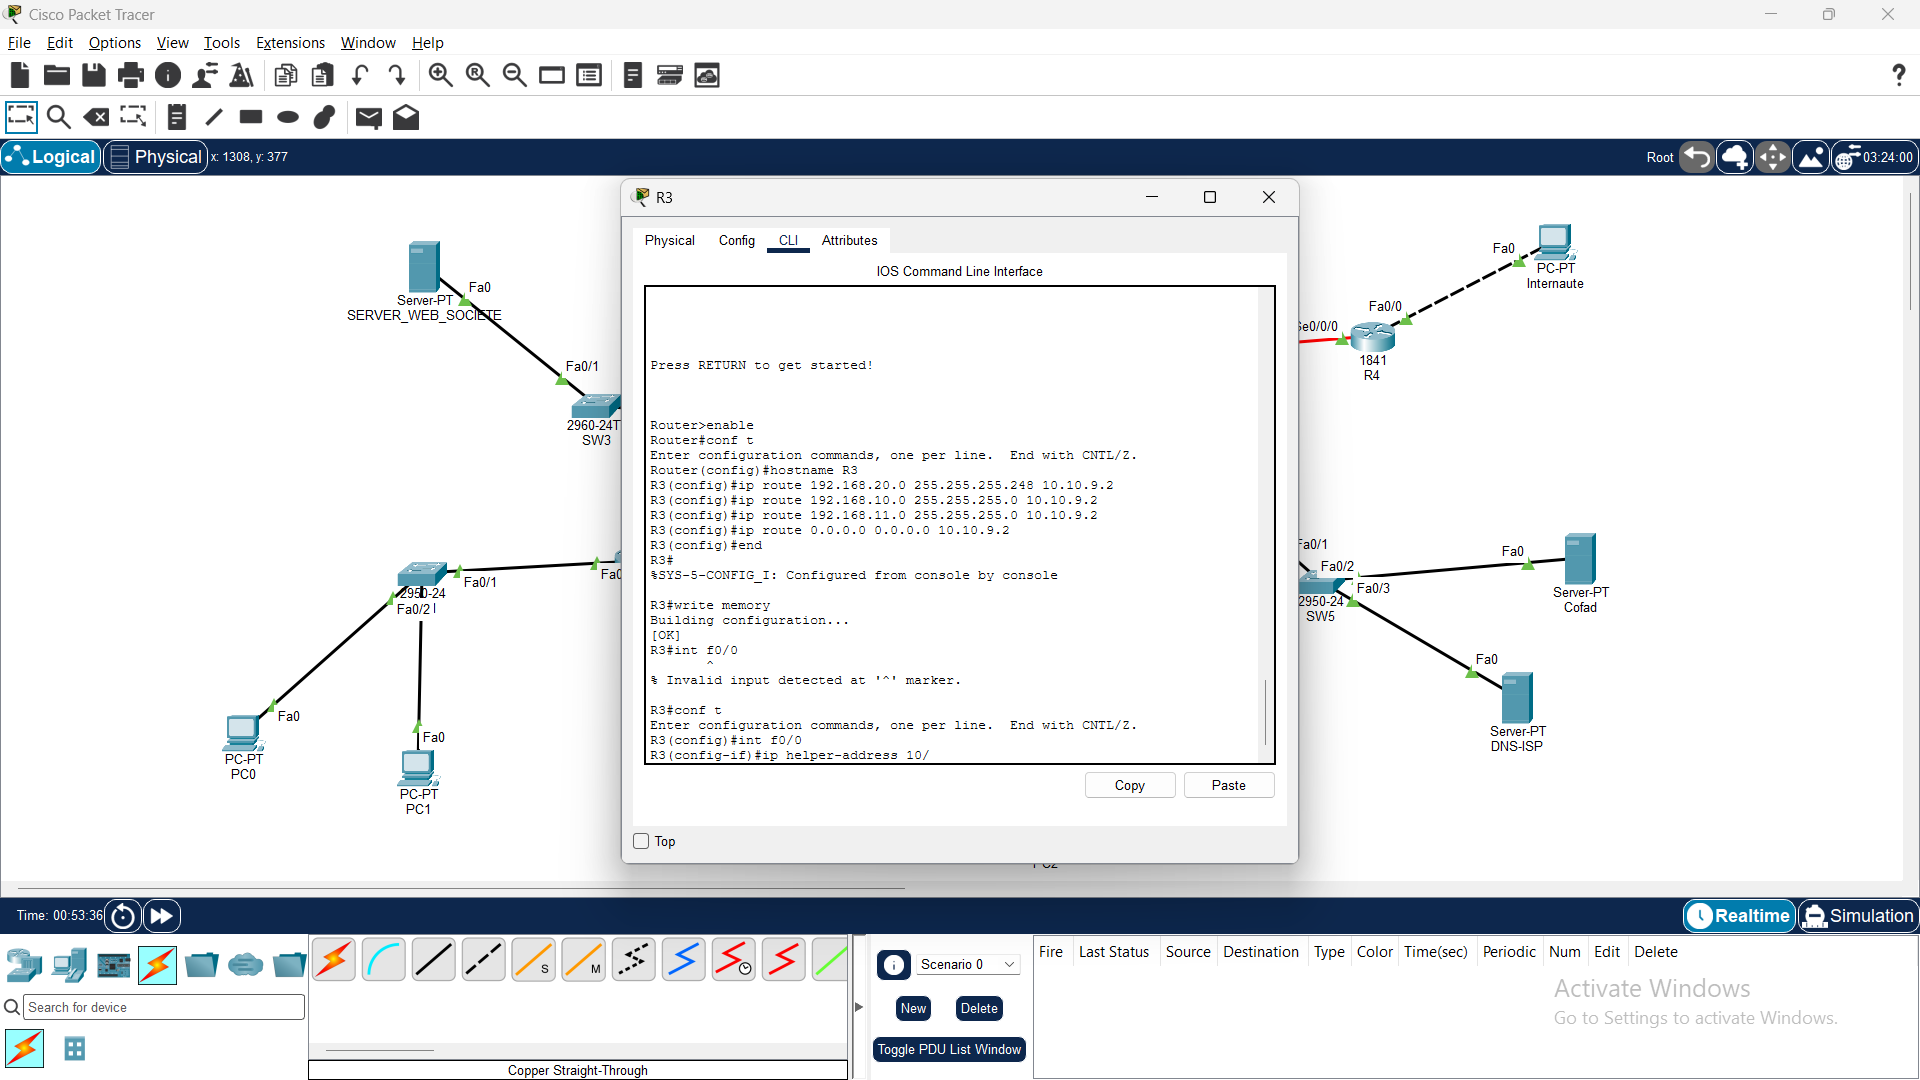 Cisco Packet Tracer
File Edit Options View Tools Extensions Window Help
Logical Physical x: 1308, y: 377
Root 03:24:00
Server-PT
SERVER_WEB_SOCIETE
Fa0
Fa0/1
2960-24T
SW3
2950-24
Fa0/1
Fa0/2
Fa0
PC-PT
PC0
Fa0
PC-PT
PC1
R3
Physical Config CLI Attributes
IOS Command Line Interface
Press RETURN to get started!
Router>enable
Router#conf t
Enter configuration commands, one per line. End with CNTL/Z.
Router(config)#hostname R3
R3(config)#ip route 192.168.20.0 255.255.255.248 10.10.9.2
R3(config)#ip route 192.168.10.0 255.255.255.0 10.10.9.2
R3(config)#ip route 192.168.11.0 255.255.255.0 10.10.9.2
R3(config)#ip route 0.0.0.0 0.0.0.0 10.10.9.2
R3(config)#end
R3#
%SYS-5-CONFIG_I: Configured from console by console
R3#write memory
Building configuration...
[OK]
R3#int f0/0
^
% Invalid input detected at '^' marker.
R3#conf t
Enter configuration commands, one per line. End with CNTL/Z.
R3(config)#int f0/0
R3(config-if)#ip helper-address 10/
Copy Paste
Top
Fa0
PC-PT
Internaute
Fa0/0
Se0/0/0
1841
R4
Fa0/1
Fa0/2
Fa0/3
2950-24
SW5
Fa0
Server-PT
Cofad
Fa0
Server-PT
DNS-ISP
Time: 00:53:36
Realtime Simulation
Search for device
S M
Copper Straight-Through
Scenario 0
New Delete
Toggle PDU List Window
Fire Last Status Source Destination Type Color Time(sec) Periodic Num Edit Delete
Activate Windows
Go to Settings to activate Windows.